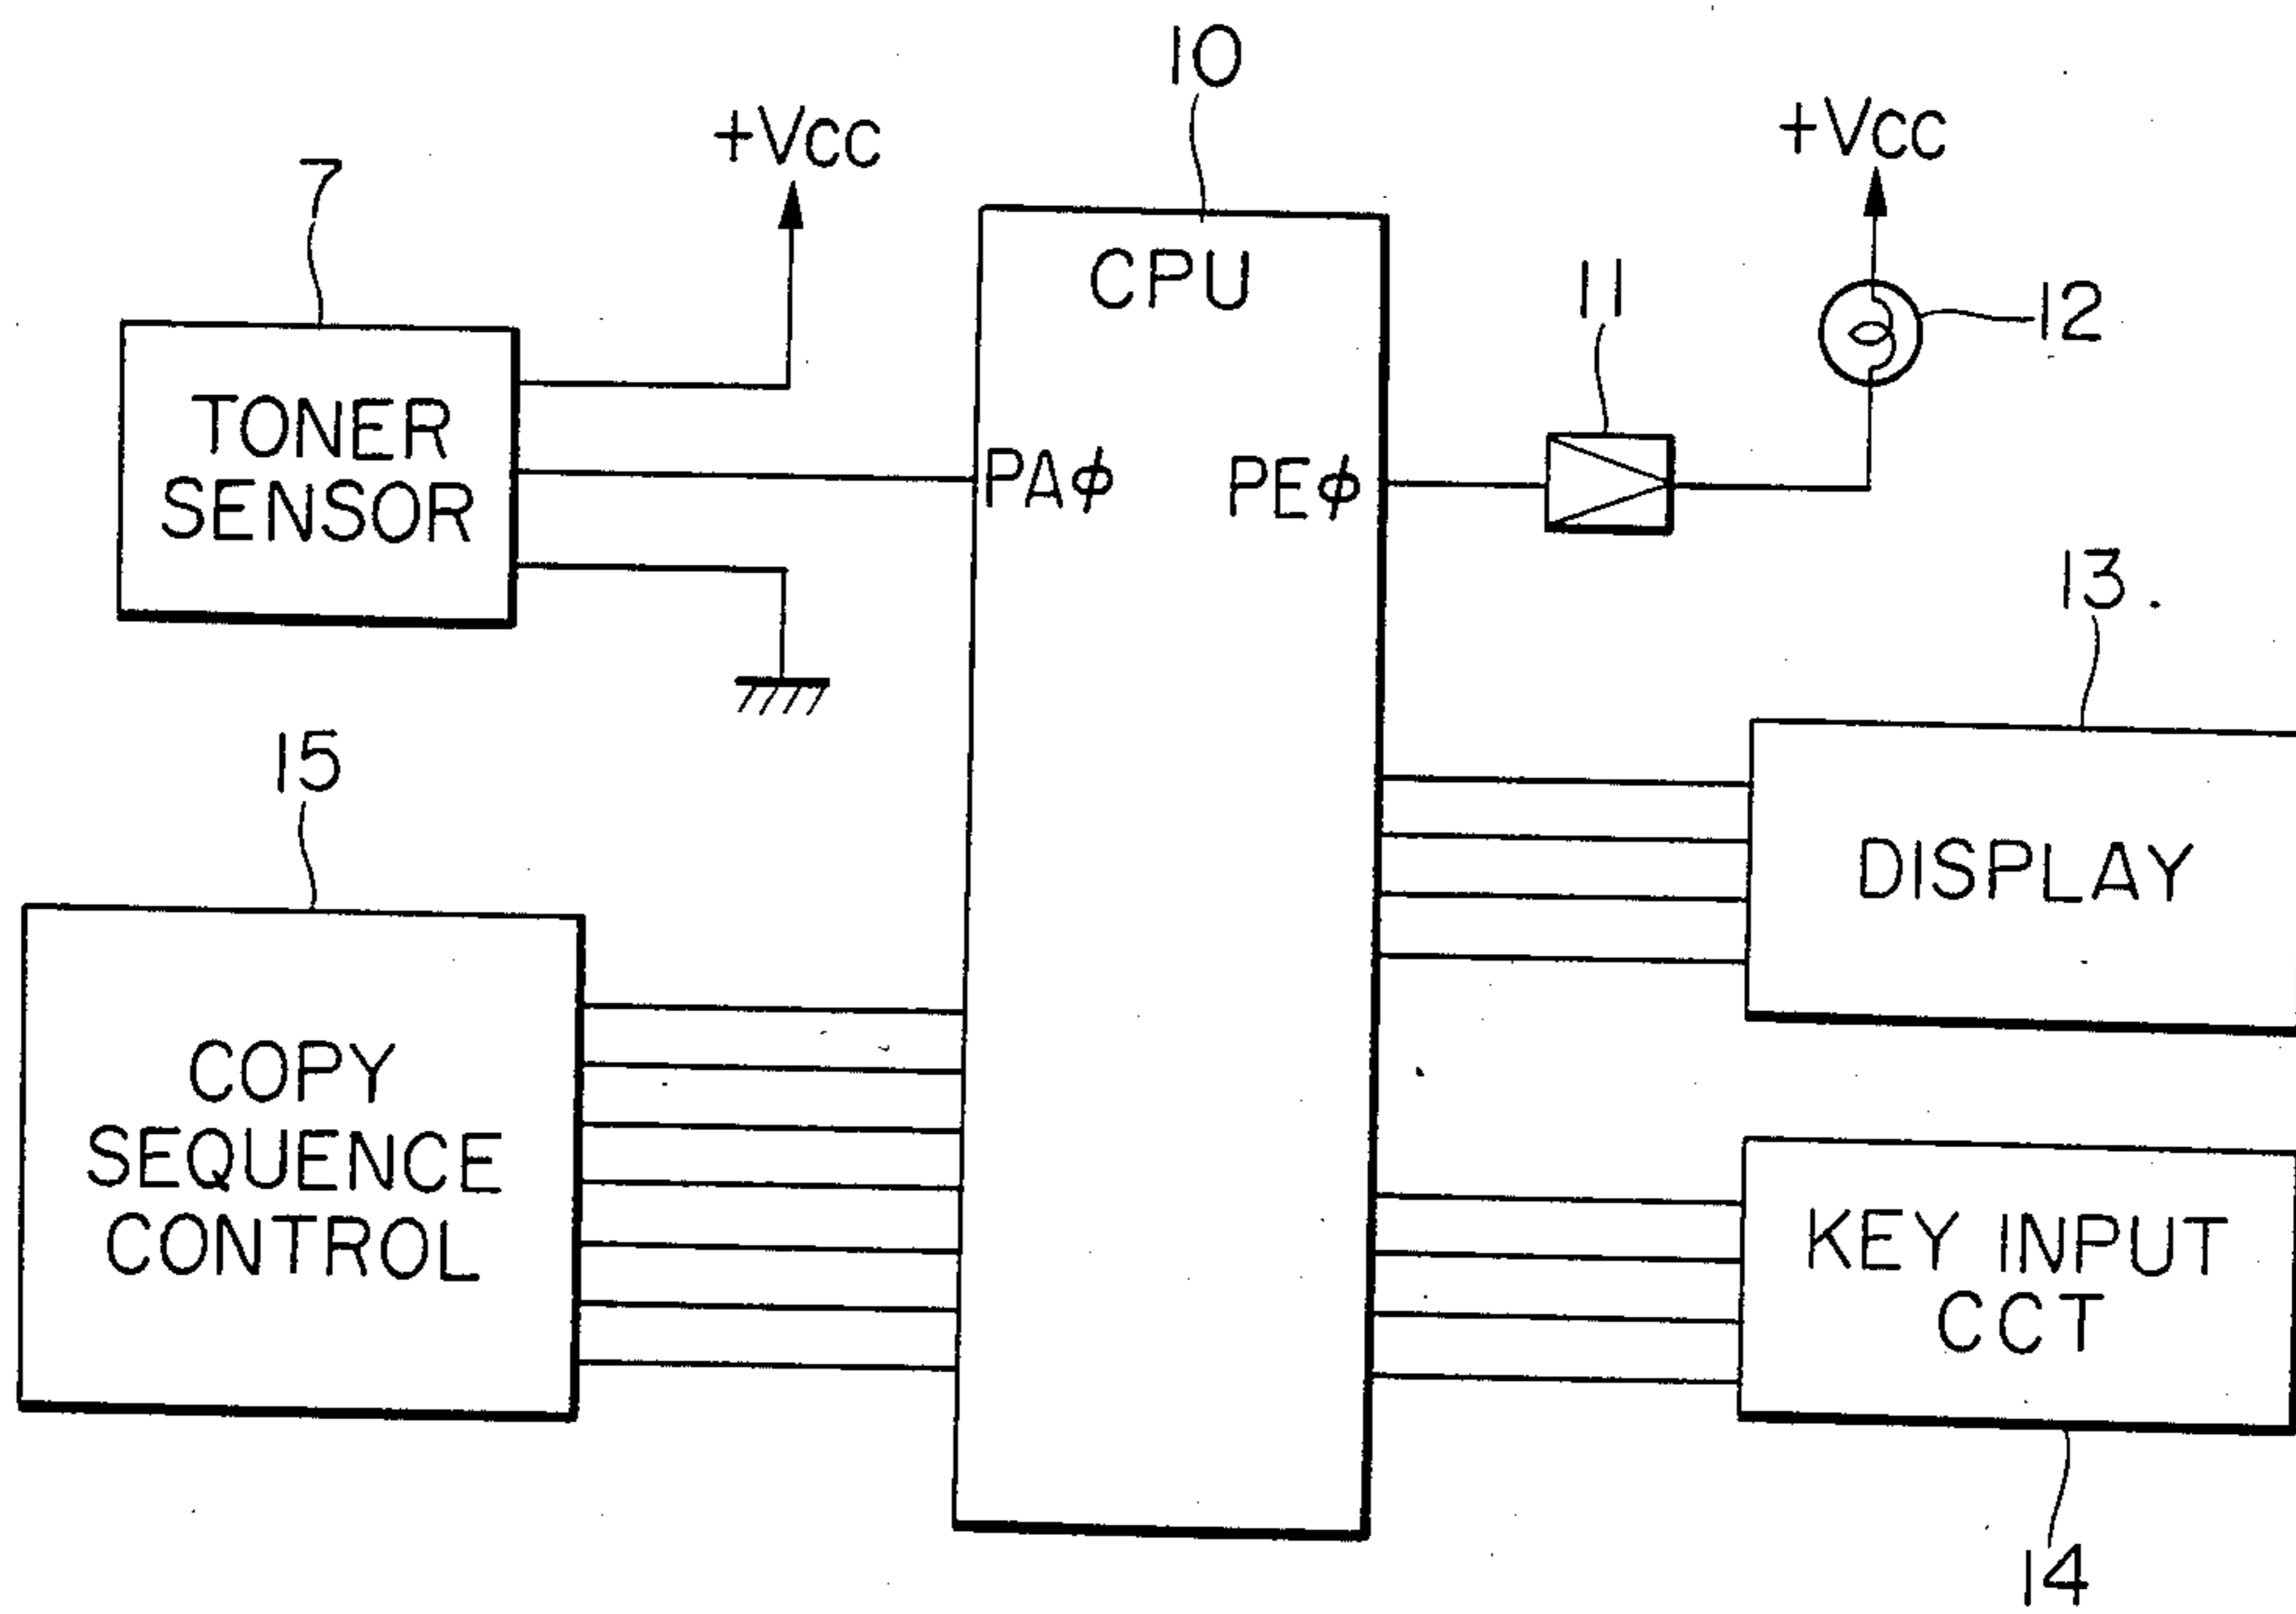 10
+Vcc
+Vcc
7
CPU
11
12
TONER
SENSOR
PAφ
PEφ
13.
15
DISPLAY
COPY
SEQUENCE
CONTROL
KEY INPUT
CCT
14